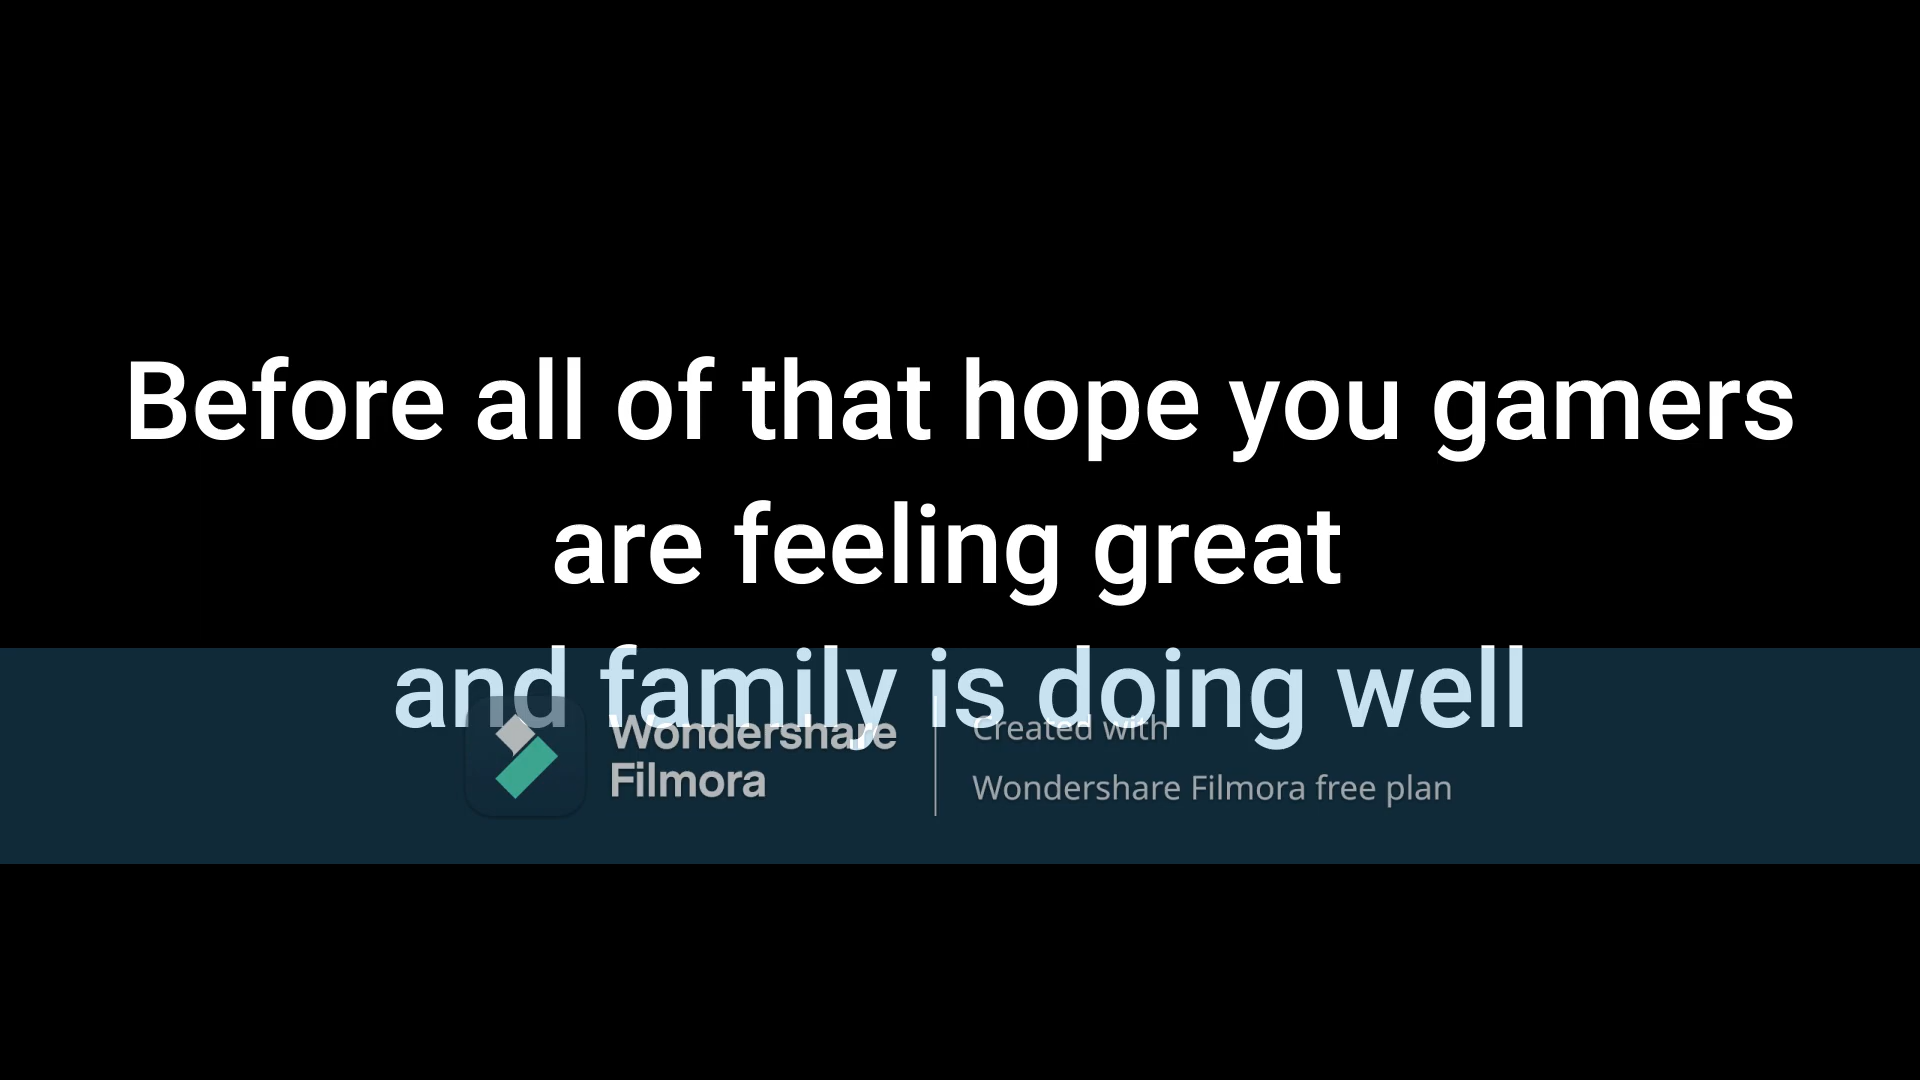 Before all of that hope you gamers
are feeling great
and family is doing well
Wondershare
Filmora
Created with
Wondershare Filmora free plan